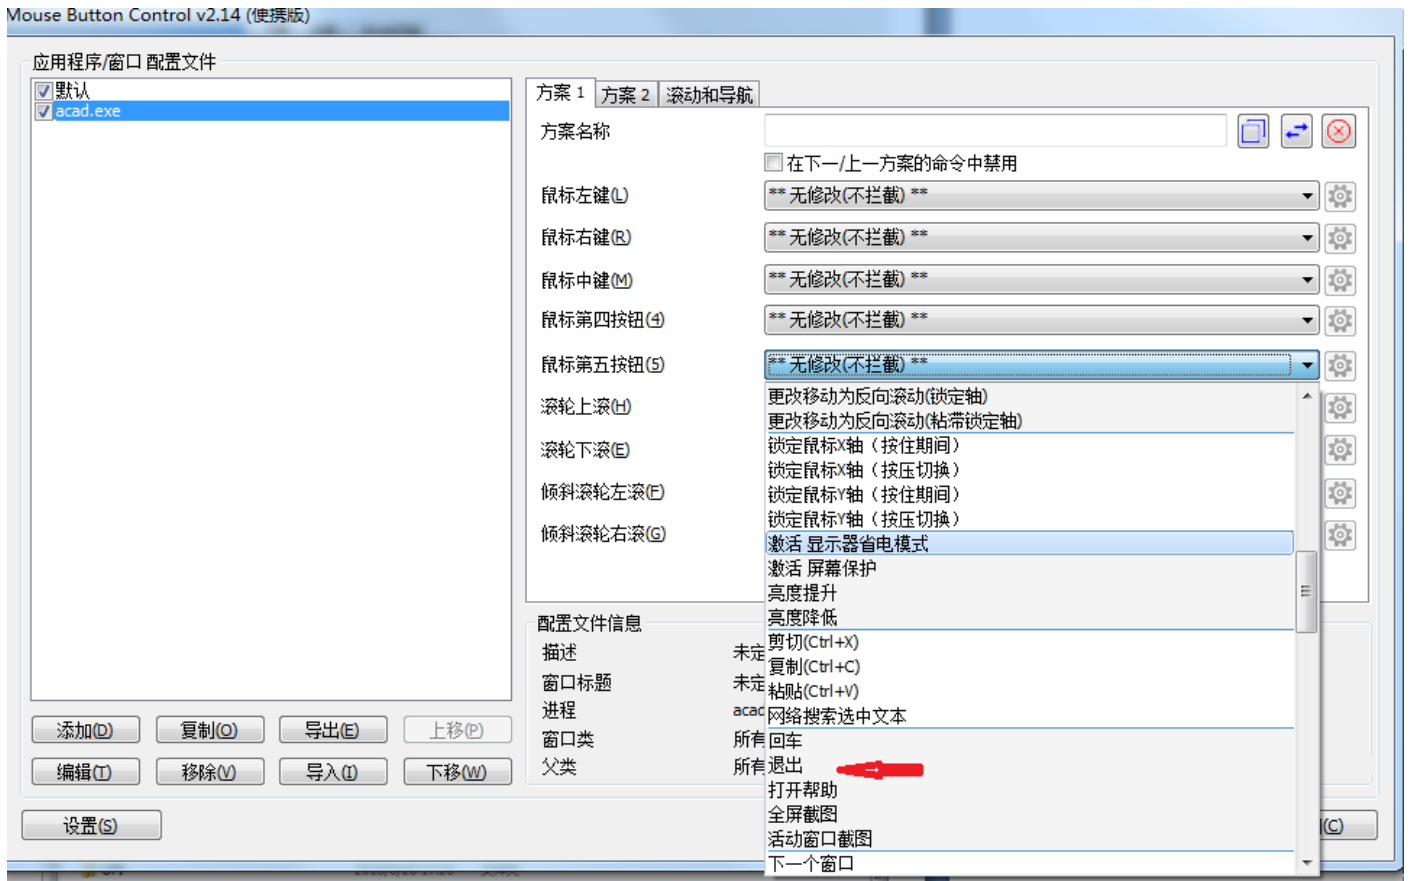 Mouse Button Control v2.14 (便携版)
应用程序/窗口 配置文件
默认
acad.exe
方案 1
方案 2
滚动和导航
方案名称
在下一/上一方案的命令中禁用
鼠标左键(L)
** 无修改(不拦截) **
鼠标右键(R)
** 无修改(不拦截) **
鼠标中键(M)
** 无修改(不拦截) **
鼠标第四按钮(4)
** 无修改(不拦截) **
鼠标第五按钮(5)
** 无修改(不拦截) **
滚轮上滚(H)
滚轮下滚(E)
倾斜滚轮左滚(F)
倾斜滚轮右滚(G)
更改移动为反向滚动(锁定轴)
更改移动为反向滚动(粘滞锁定轴)
锁定鼠标X轴（按住期间）
锁定鼠标X轴（按压切换）
锁定鼠标Y轴（按住期间）
锁定鼠标Y轴（按压切换）
激活 显示器省电模式
激活 屏幕保护
亮度提升
亮度降低
剪切(Ctrl+X)
复制(Ctrl+C)
粘贴(Ctrl+V)
网络搜索选中文本
回车
退出
打开帮助
全屏截图
活动窗口截图
下一个窗口
配置文件信息
描述
未定
窗口标题
未定
进程
acad
窗口类
所有
父类
所有
添加(D)
复制(O)
导出(E)
上移(P)
编辑(T)
移除(V)
导入(I)
下移(W)
设置(S)
(C)